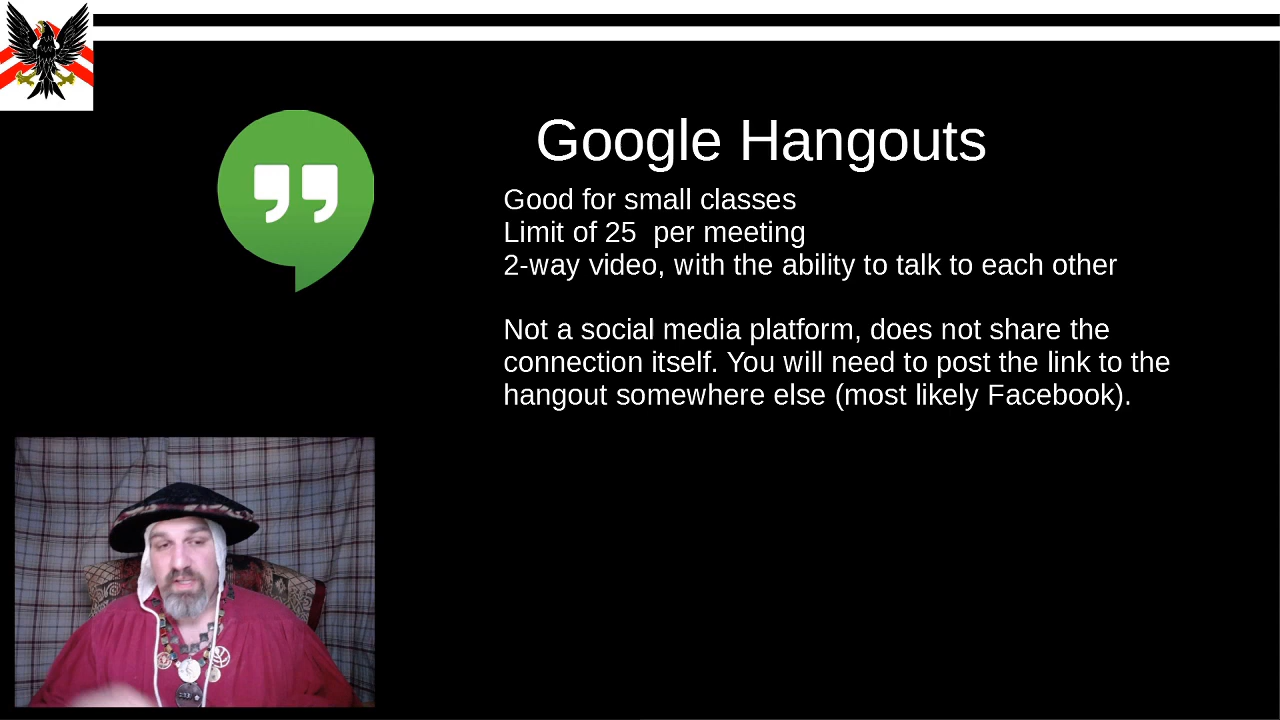 Google Hangouts
Good for small classes
Limit of 25  per meeting
2-way video, with the ability to talk to each other
Not a social media platform, does not share the
connection itself. You will need to post the link to the
hangout somewhere else (most likely Facebook).